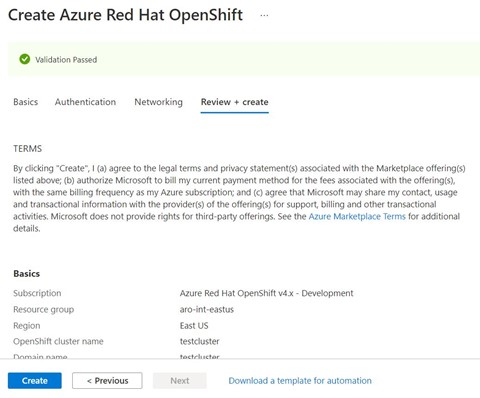 Create Azure Red Hat OpenShift ...
Validation Passed
Basics Authentication Networking Review + create
TERMS
By clicking "Create", I (a) agree to the legal terms and privacy statement(s) associated with the Marketplace offering(s)
listed above; (b) authorize Microsoft to bill my current payment method for the fees associated with the offering(s),
with the same billing frequency as my Azure subscription; and (c) agree that Microsoft may share my contact, usage
and transactional information with the provider(s) of the offering(s) for support, billing and other transactional
activities. Microsoft does not provide rights for third-party offerings. See the Azure Marketplace Terms for additional
details.
Basics
Subscription Azure Red Hat OpenShift v4.x - Development
Resource group aro-int-eastus
Region East US
OpenShift cluster name testcluster
Domain name testcluster
Create < Previous Next Download a template for automation